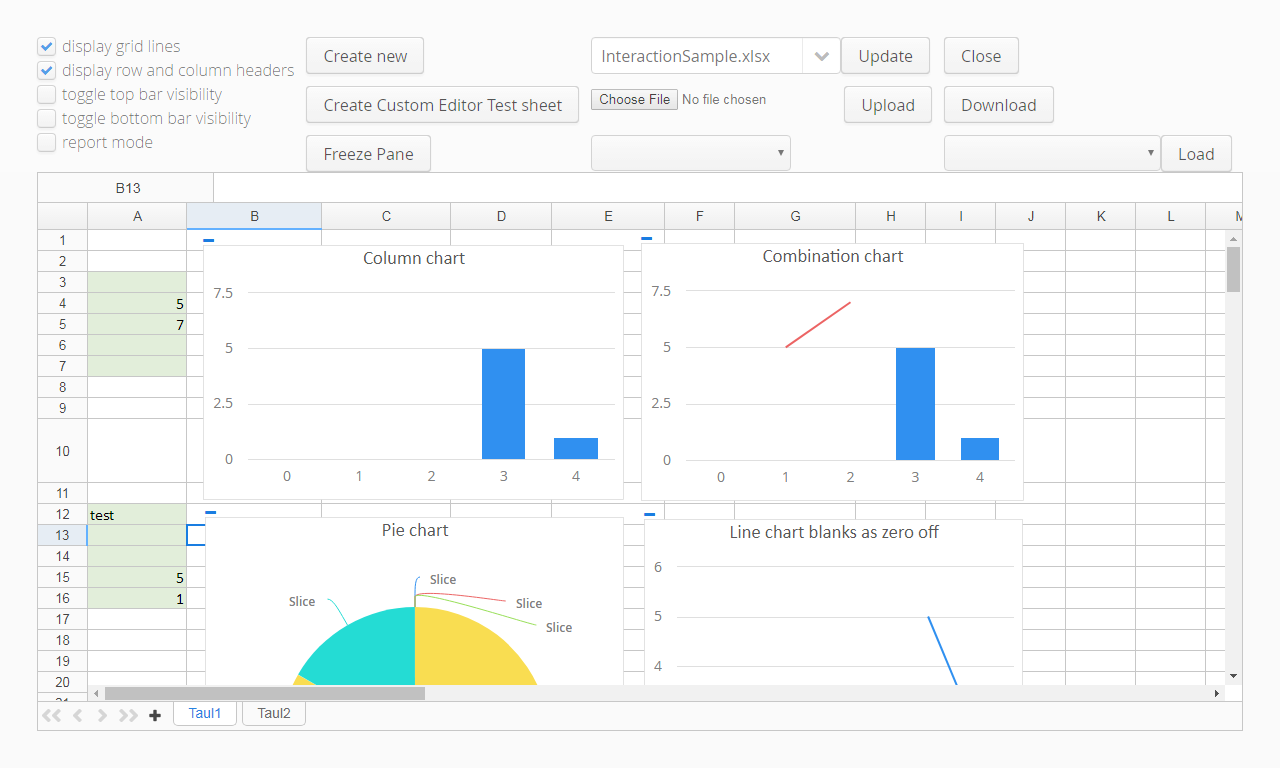 display grid lines
display row and column headers
toggle top bar visibility
toggle bottom bar visibility
report mode
Create new
InteractionSample.xlsx
Update
Close
Create Custom Editor Test sheet
Choose File No file chosen
Upload
Download
Freeze Pane
Load
B13
A B C D E F G H I J K L M
1
2
3
4 5
5 7
6
7
8
9
10
11
12 test
13
14
15 5
16 1
17
18
19
20
21
Column chart
7.5
5
2.5
0
0 1 2 3 4
Combination chart
7.5
5
2.5
0
0 1 2 3 4
Pie chart
Slice
Slice
Slice
Slice
Line chart blanks as zero off
6
5
4
Taul1 Taul2